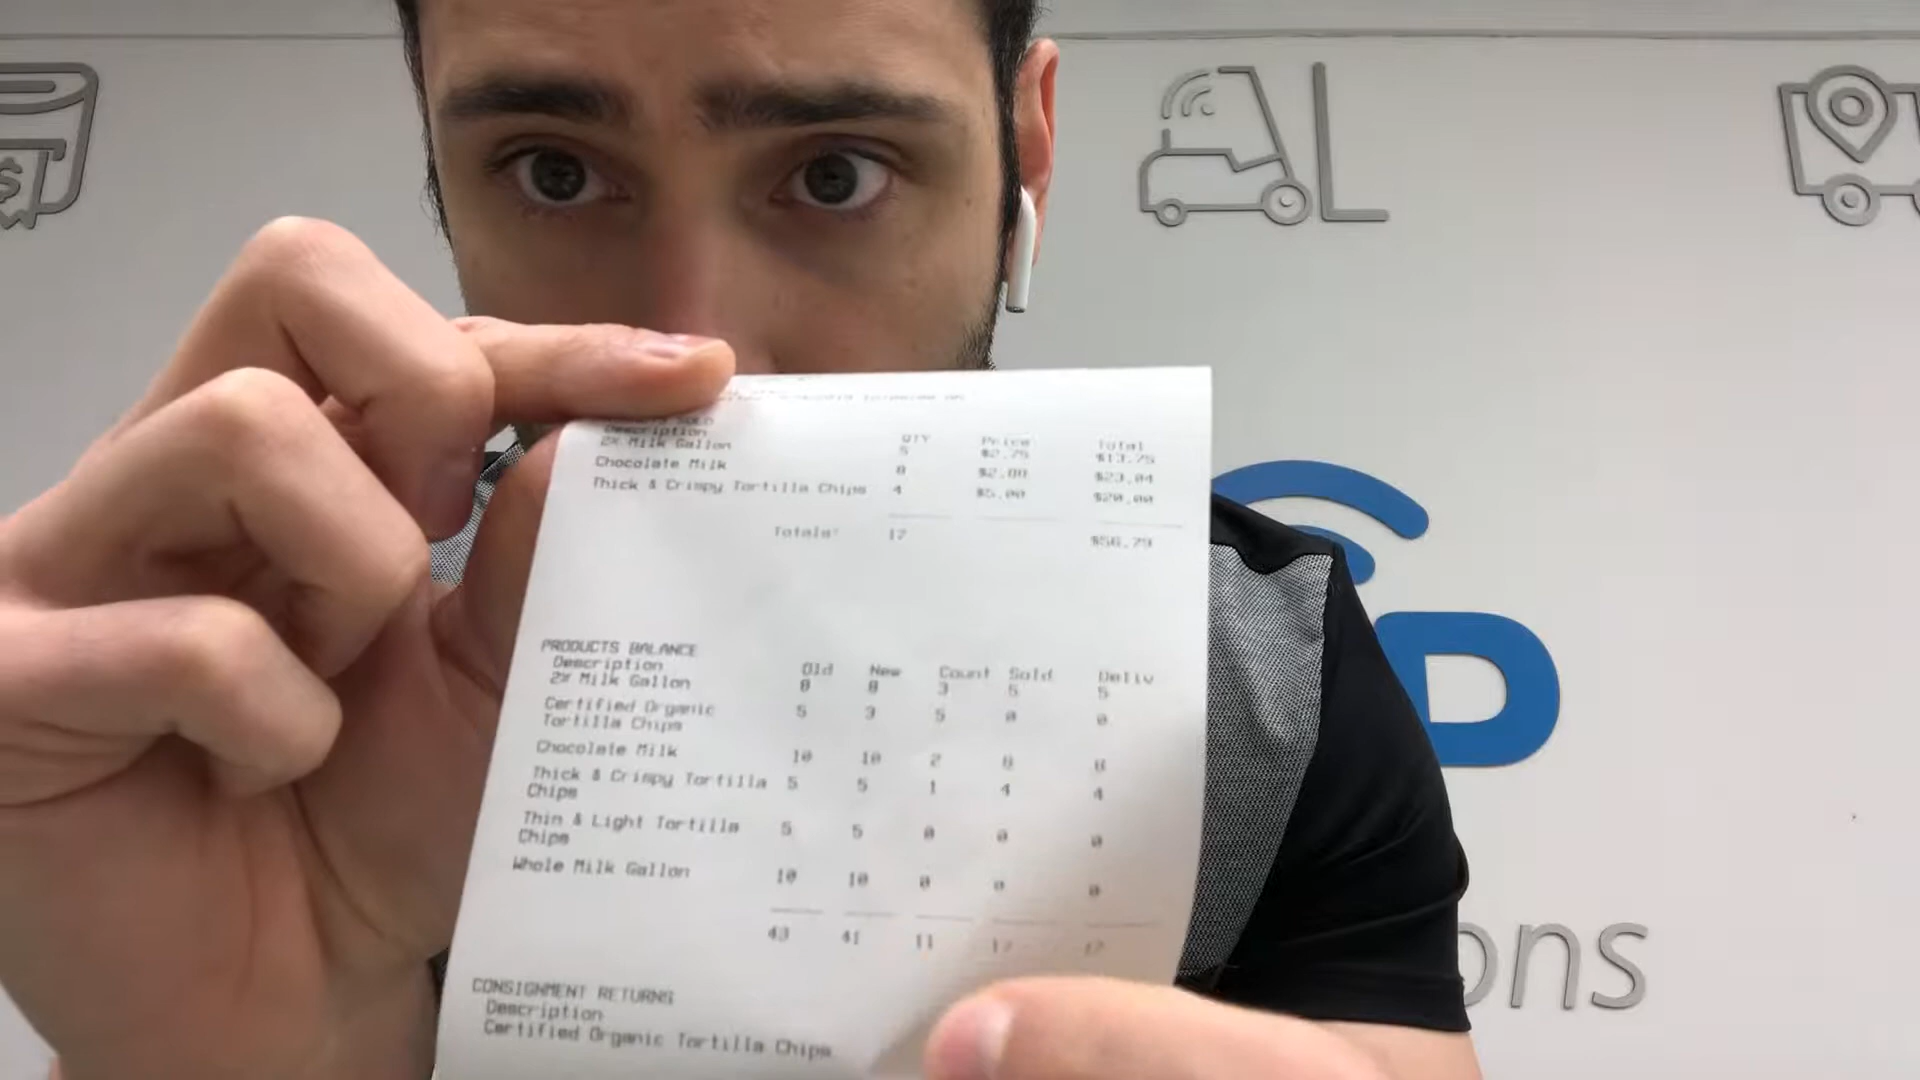 Description QTY Price Total
2% Milk Gallon 5 $2.75 $13.75
Chocolate Milk 8 $23.04
Thick & Crispy Tortilla Chips 4 $5.00 $20.00
Totals: 17 $56.79
PRODUCTS BALANCE
Description Old New Count Sold Deliv
2% Milk Gallon 8 8 3 5 5
Certified Organic 5 3 5 0 0
Tortilla Chips
Chocolate Milk 10 10 2 8 8
Thick & Crispy Tortilla 5 5 1 4 4
Chips
Thin & Light Tortilla 5 5 0 0 0
Chips
Whole Milk Gallon 10 10 0 0 0
43 41 11 17 17
CONSIGNMENT RETURNS
Description
Certified Organic Tortilla Chips
$
P
ons